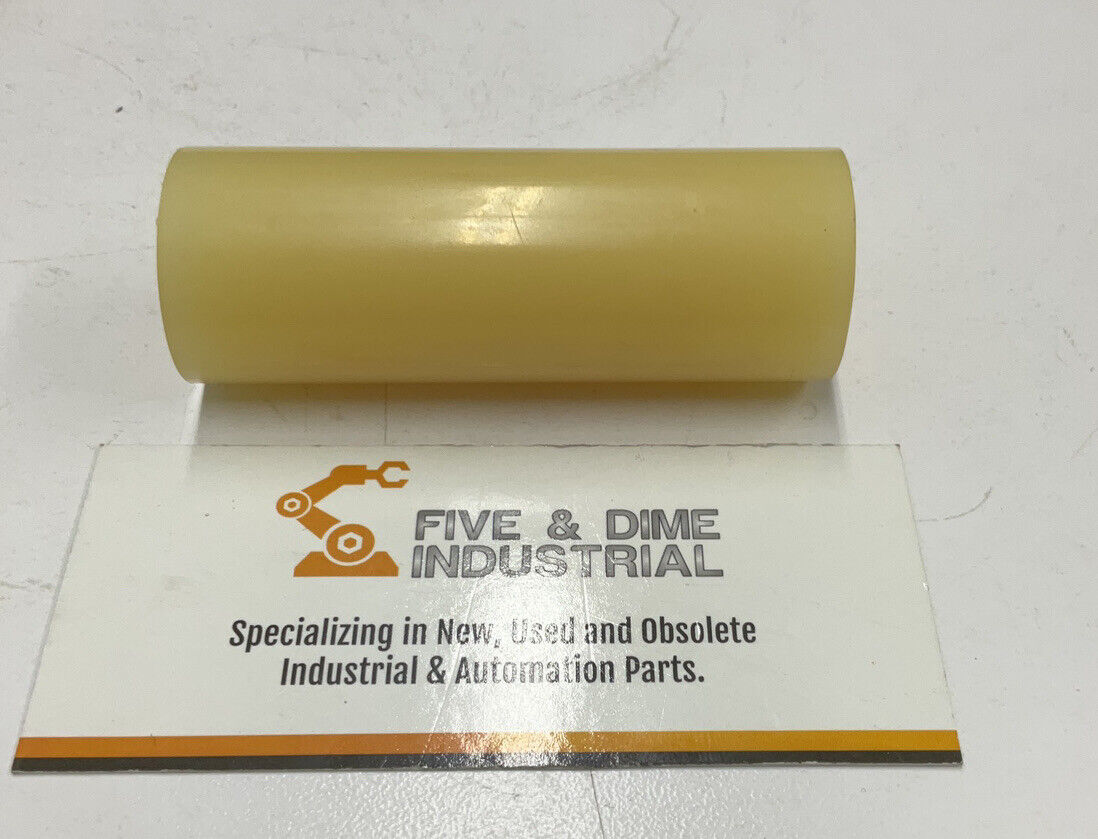 FIVE & DIME
INDUSTRIAL
Specializing in New, Used and Obsolete
Industrial & Automation Parts.